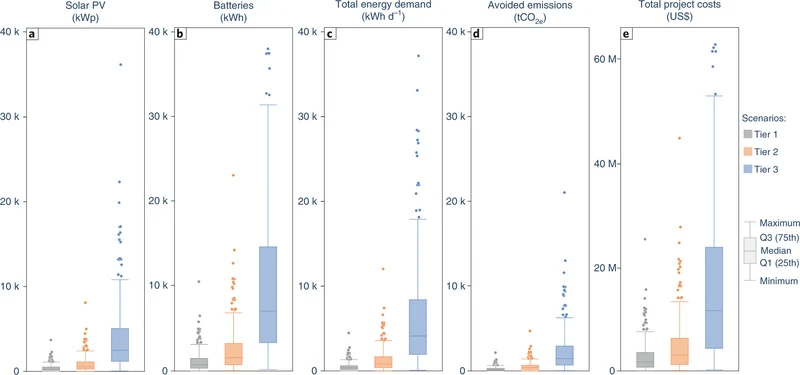 Solar PV
(kWp)
Batteries
(kWh)
Total energy demand
(kWh d⁻¹)
Avoided emissions
(tCO₂ₑ)
Total project costs
(US$)
40 k
30 k
20 k
10 k
0
a
40 k
30 k
20 k
10 k
0
b
40 k
30 k
20 k
10 k
0
c
40 k
30 k
20 k
10 k
0
d
60 M
40 M
20 M
0
e
Scenarios:
Tier 1
Tier 2
Tier 3
Maximum
Q3 (75th)
Median
Q1 (25th)
Minimum